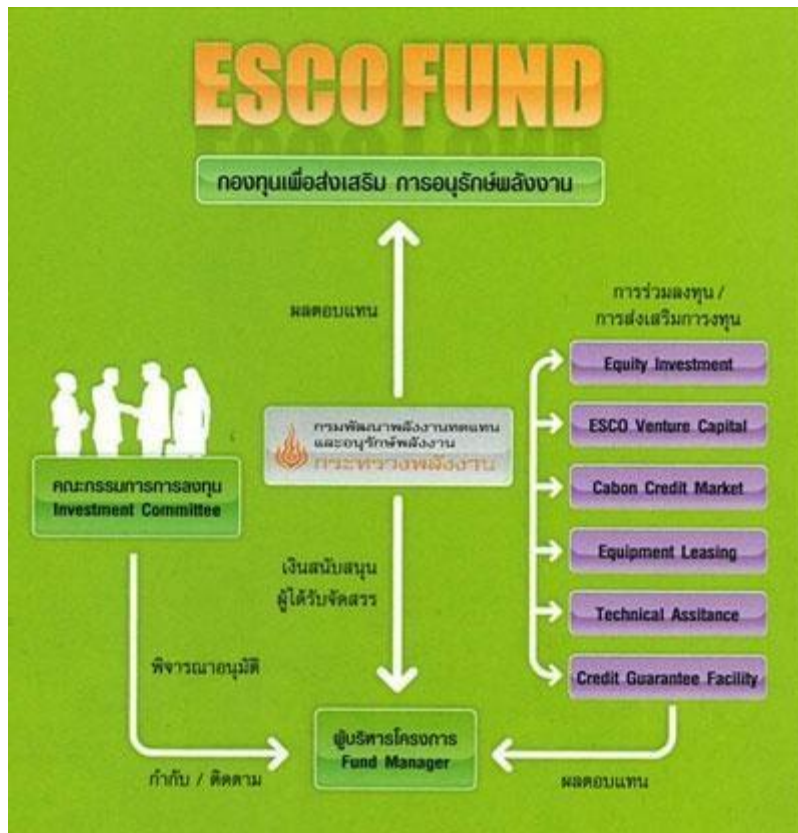 ESCO FUND
กองทุนเพื่อส่งเสริม การอนุรักษ์พลังงาน
ผลตอบแทน
การร่วมลงทุน /
การส่งเสริมการงทุน
Equity Investment
ESCO Venture Capital
Cabon Credit Market
Equipment Leasing
Technical Assitance
Credit Guarantee Facility
กรมพัฒนาพลังงานทดแทน
และอนุรักษ์พลังงาน
กระทรวงพลังงาน
คณะกรรมการการลงทุน
Investment Committee
เงินสนับสนุน
ผู้ได้รับจัดสรร
พิจารณาอนุมัติ
กำกับ / ติดตาม
ผู้บริหารโครงการ
Fund Manager
ผลตอบแทน